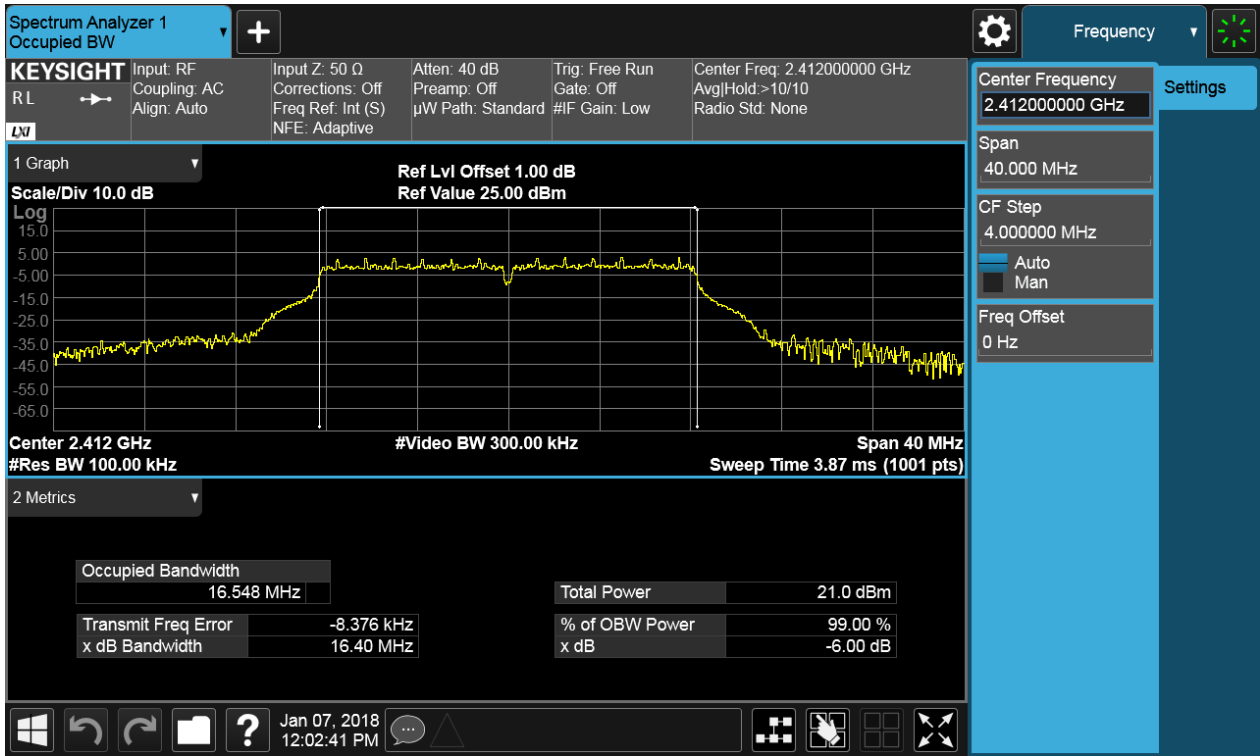 Spectrum Analyzer 1
Occupied BW
+
Frequency
KEYSIGHT
RL
LXI
Input: RF
Coupling: AC
Align: Auto
Input Z: 50 Ω
Corrections: Off
Freq Ref: Int (S)
NFE: Adaptive
Atten: 40 dB
Preamp: Off
µW Path: Standard
Trig: Free Run
Gate: Off
#IF Gain: Low
Center Freq: 2.412000000 GHz
Avg|Hold:>10/10
Radio Std: None
Center Frequency
2.412000000 GHz
Settings
Span
40.000 MHz
CF Step
4.000000 MHz
Auto
Man
Freq Offset
0 Hz
1 Graph
Scale/Div 10.0 dB
Ref Lvl Offset 1.00 dB
Ref Value 25.00 dBm
Log
15.0
5.00
-5.00
-15.0
-25.0
-35.0
-45.0
-55.0
-65.0
Center 2.412 GHz
#Video BW 300.00 kHz
Span 40 MHz
#Res BW 100.00 kHz
Sweep Time 3.87 ms (1001 pts)
2 Metrics
Occupied Bandwidth
16.548 MHz
Total Power 21.0 dBm
Transmit Freq Error -8.376 kHz
% of OBW Power 99.00 %
x dB Bandwidth 16.40 MHz
x dB -6.00 dB
?
Jan 07, 2018
12:02:41 PM